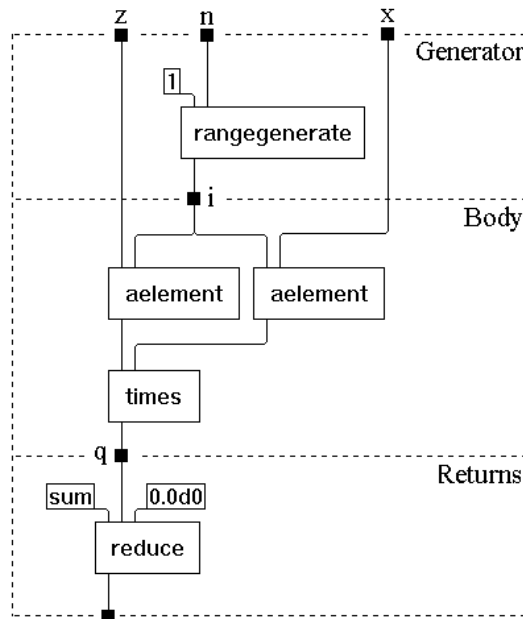 z n x
Generator
1
rangegenerate
i
Body
aelement aelement
times
q
Returns
sum 0.0d0
reduce